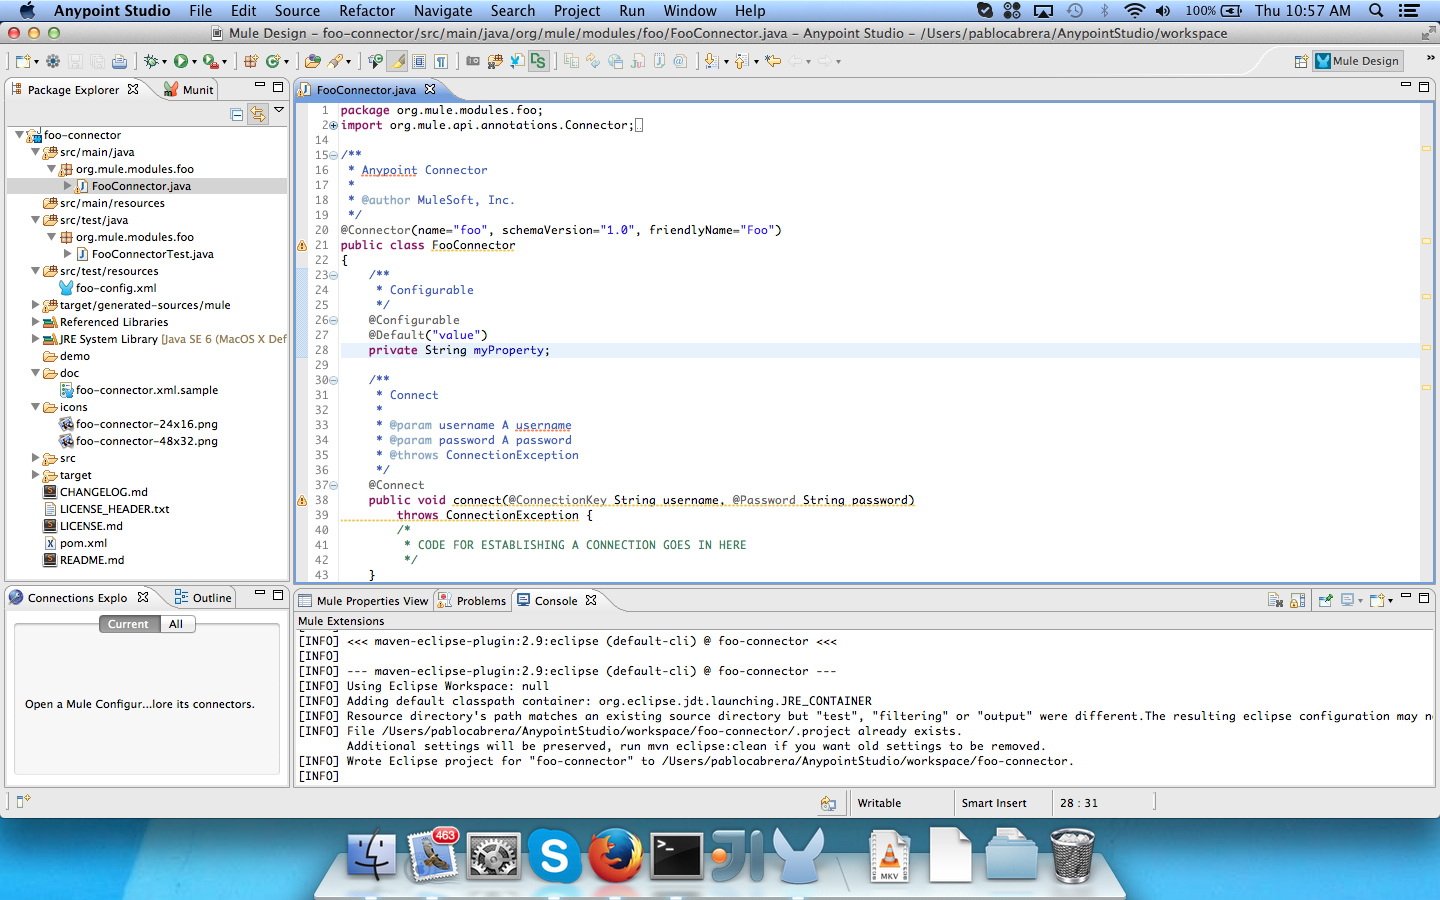 Anypoint Studio File Edit Source Refactor Navigate Search Project Run Window Help 100% Thu 10:57 AM
Mule Design - foo-connector/src/main/java/org/mule/modules/foo/FooConnector.java - Anypoint Studio - /Users/pablocabrera/AnypointStudio/workspace
Mule Design
Package Explorer Munit
foo-connector
src/main/java
org.mule.modules.foo
FooConnector.java
src/main/resources
src/test/java
org.mule.modules.foo
FooConnectorTest.java
src/test/resources
foo-config.xml
target/generated-sources/mule
Referenced Libraries
JRE System Library [Java SE 6 (MacOS X Def
demo
doc
foo-connector.xml.sample
icons
foo-connector-24x16.png
foo-connector-48x32.png
src
target
CHANGELOG.md
LICENSE_HEADER.txt
LICENSE.md
pom.xml
README.md
FooConnector.java
1 package org.mule.modules.foo;
2 import org.mule.api.annotations.Connector;
14
15 /**
16 * Anypoint Connector
17 *
18 * @author MuleSoft, Inc.
19 */
20 @Connector(name="foo", schemaVersion="1.0", friendlyName="Foo")
21 public class FooConnector
22 {
23 /**
24 * Configurable
25 */
26 @Configurable
27 @Default("value")
28 private String myProperty;
29
30 /**
31 * Connect
32 *
33 * @param username A username
34 * @param password A password
35 * @throws ConnectionException
36 */
37 @Connect
38 public void connect(@ConnectionKey String username, @Password String password)
39 throws ConnectionException {
40 /*
41 * CODE FOR ESTABLISHING A CONNECTION GOES IN HERE
42 */
43 }
Connections Explo Outline
Current All
Open a Mule Configur...lore its connectors.
Mule Properties View Problems Console
Mule Extensions
[INFO] <<< maven-eclipse-plugin:2.9:eclipse (default-cli) @ foo-connector <<<
[INFO]
[INFO] --- maven-eclipse-plugin:2.9:eclipse (default-cli) @ foo-connector ---
[INFO] Using Eclipse Workspace: null
[INFO] Adding default classpath container: org.eclipse.jdt.launching.JRE_CONTAINER
[INFO] Resource directory's path matches an existing source directory but "test", "filtering" or "output" were different.The resulting eclipse configuration may n
[INFO] File /Users/pablocabrera/AnypointStudio/workspace/foo-connector/.project already exists.
Additional settings will be preserved, run mvn eclipse:clean if you want old settings to be removed.
[INFO] Wrote Eclipse project for "foo-connector" to /Users/pablocabrera/AnypointStudio/workspace/foo-connector.
[INFO]
Writable Smart Insert 28 : 31
463
MKV